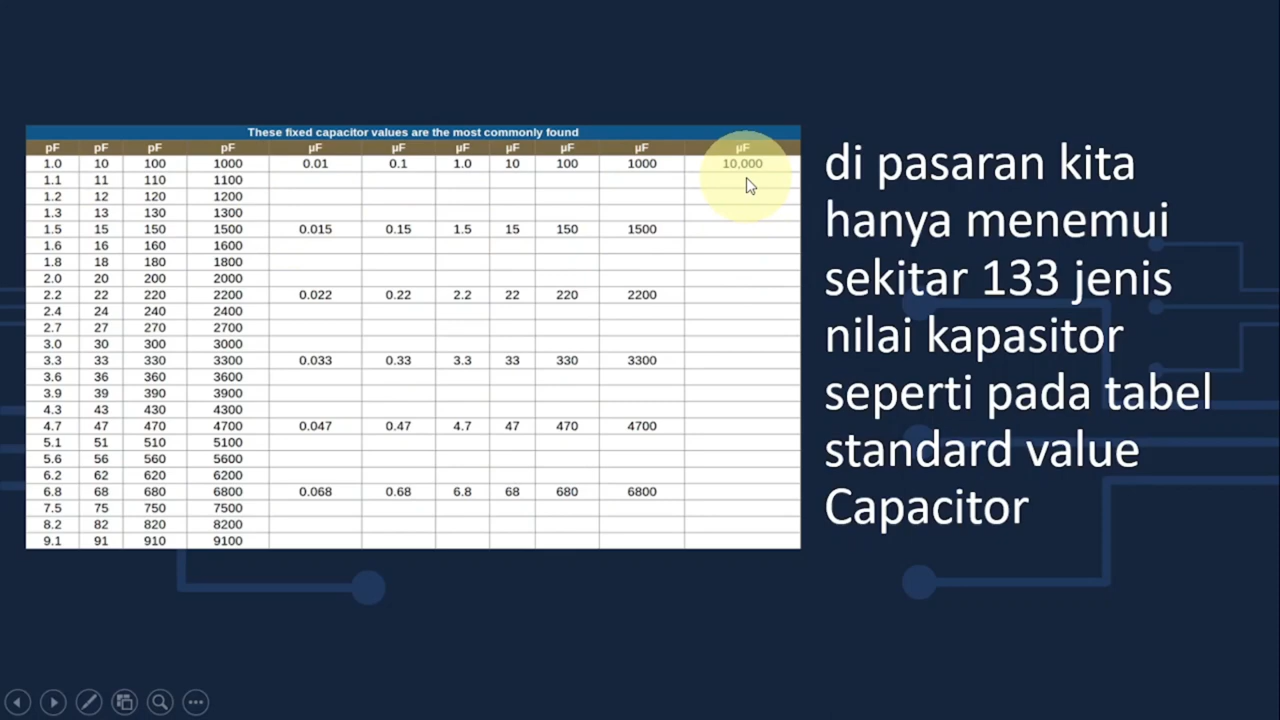 These fixed capacitor values are the most commonly found
pF pF pF pF µF µF µF µF µF µF µF
1.0 10 100 1000 0.01 0.1 1.0 10 100 1000 10,000
1.1 11 110 1100
1.2 12 120 1200
1.3 13 130 1300
1.5 15 150 1500 0.015 0.15 1.5 15 150 1500
1.6 16 160 1600
1.8 18 180 1800
2.0 20 200 2000
2.2 22 220 2200 0.022 0.22 2.2 22 220 2200
2.4 24 240 2400
2.7 27 270 2700
3.0 30 300 3000
3.3 33 330 3300 0.033 0.33 3.3 33 330 3300
3.6 36 360 3600
3.9 39 390 3900
4.3 43 430 4300
4.7 47 470 4700 0.047 0.47 4.7 47 470 4700
5.1 51 510 5100
5.6 56 560 5600
6.2 62 620 6200
6.8 68 680 6800 0.068 0.68 6.8 68 680 6800
7.5 75 750 7500
8.2 82 820 8200
9.1 91 910 9100
di pasaran kita
hanya menemui
sekitar 133 jenis
nilai kapasitor
seperti pada tabel
standard value
Capacitor